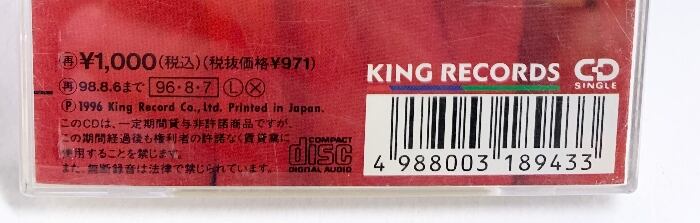 再 ¥1,000(税込)(税抜価格¥971)
再98.8.6まで 96・8・7 Ⓛ Ⓧ
Ⓟ1996 King Record Co., Ltd. Printed in Japan.
このCDは、一定期間貸与非許諾商品ですが、
この期間経過後も権利者の許諾なく賃貸業に
使用することを禁じます。
また、無断録音は法律で禁じられています。
COMPACT
disc
DIGITAL AUDIO
KING RECORDS
CD
SINGLE
4 988003 189433